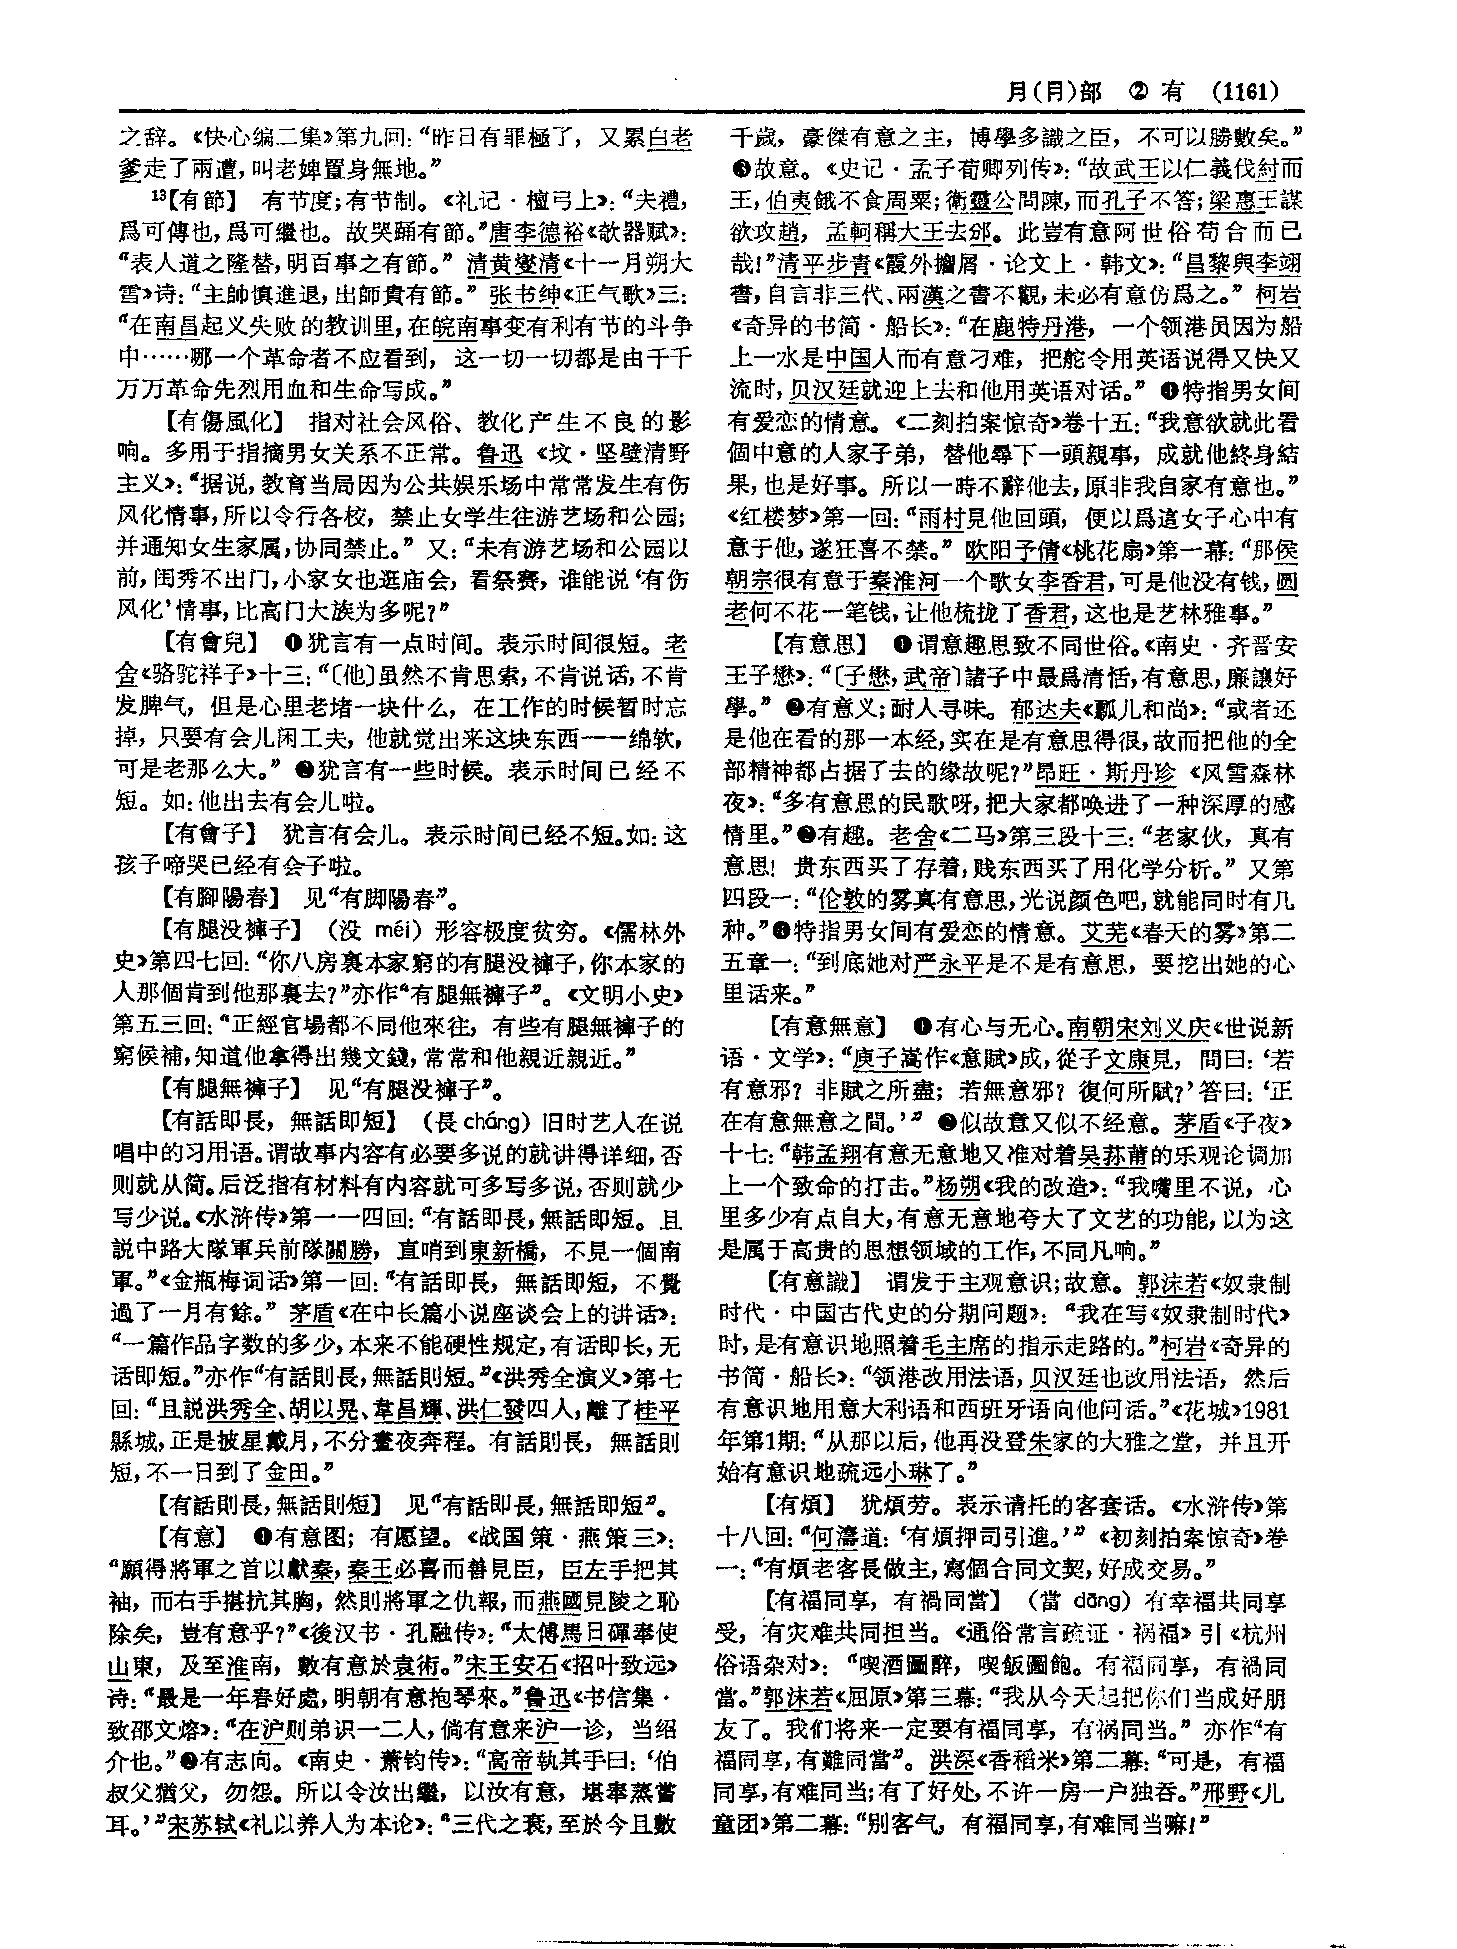 月(⺝)部　② 有　(1161)
之辞。《快心编二集》第九回：“昨日有罪極了，又累白老
爹走了兩遭，叫老婢置身無地。”
¹³【有節】　有节度；有节制。《礼记·檀弓上》：“夫禮，
爲可傳也，爲可繼也。故哭踊有節。”唐李德裕《欹器赋》：
“表人道之隆替，明百事之有節。”清黄燮清《十一月朔大
雪》诗：“主帥慎進退，出師貴有節。”张书绅《正气歌》三：
“在南昌起义失败的教训里，在皖南事变有利有节的斗争
中……哪一个革命者不应看到，这一切一切都是由千千
万万革命先烈用血和生命写成。”
【有傷風化】　指对社会风俗、教化产生不良的影
响。多用于指摘男女关系不正常。鲁迅《坟·坚壁清野
主义》：“据说，教育当局因为公共娱乐场中常常发生有伤
风化情事，所以令行各校，禁止女学生往游艺场和公园；
并通知女生家属，协同禁止。”又：“未有游艺场和公园以
前，闺秀不出门，小家女也逛庙会，看祭赛，谁能说‘有伤
风化’情事，比高门大族为多呢？”
【有會兒】　❶犹言有一点时间。表示时间很短。老
舍《骆驼祥子》十三：“〔他〕虽然不肯思索，不肯说话，不肯
发脾气，但是心里老堵一块什么，在工作的时候暂时忘
掉，只要有会儿闲工夫，他就觉出来这块东西——绵软，
可是老那么大。”❷犹言有一些时候。表示时间已经不
短。如：他出去有会儿啦。
【有會子】　犹言有会儿。表示时间已经不短。如：这
孩子啼哭已经有会子啦。
【有腳陽春】　见“有脚陽春”。
【有腿没褲子】　（没 méi）形容极度贫穷。《儒林外
史》第四七回：“你八房裏本家窮的有腿没褲子，你本家的
人那個肯到他那裏去？”亦作“有腿無褲子”。《文明小史》
第五三回：“正經官場都不同他來往，有些有腿無褲子的
窮候補，知道他拿得出幾文錢，常常和他親近親近。”
【有腿無褲子】　见“有腿没褲子”。
【有話即長，無話即短】　（長 cháng）旧时艺人在说
唱中的习用语。谓故事内容有必要多说的就讲得详细，否
则就从简。后泛指有材料有内容就可多写多说，否则就少
写少说。《水浒传》第一一四回：“有話即長，無話即短。且
説中路大隊軍兵前隊關勝，直哨到東新橋，不見一個南
軍。”《金瓶梅词话》第一回：“有話即長，無話即短，不覺
過了一月有餘。”茅盾《在中长篇小说座谈会上的讲话》：
“一篇作品字数的多少，本来不能硬性规定，有话即长，无
话即短。”亦作“有話則長，無話則短。”《洪秀全演义》第七
回：“且説洪秀全、胡以晃、韋昌輝、洪仁發四人，離了桂平
縣城，正是披星戴月，不分晝夜奔程。有話則長，無話則
短，不一日到了金田。”
【有話則長，無話則短】　见“有話即長，無話即短”。
【有意】　❶有意图；有愿望。《战国策·燕策三》：
“願得將軍之首以獻秦，秦王必喜而善見臣，臣左手把其
袖，而右手揕抗其胸，然則將軍之仇報，而燕國見陵之恥
除矣，豈有意乎？”《後汉书·孔融传》：“太傅馬日磾奉使
山東，及至淮南，數有意於袁術。”宋王安石《招叶致远》
诗：“最是一年春好處，明朝有意抱琴來。”鲁迅《书信集·
致邵文熔》：“在沪则弟识一二人，倘有意来沪一诊，当绍
介也。”❷有志向。《南史·萧钧传》：“高帝執其手曰：‘伯
叔父猶父，勿怨。所以令汝出繼，以汝有意，堪奉蒸嘗
耳。’”宋苏轼《礼以养人为本论》：“三代之衰，至於今且數
千歲，豪傑有意之主，博學多識之臣，不可以勝數矣。”
❸故意。《史记·孟子荀卿列传》：“故武王以仁義伐紂而
王，伯夷餓不食周粟；衛靈公問陳，而孔子不答；梁惠王謀
欲攻趙，孟軻稱大王去邠。此豈有意阿世俗苟合而已
哉！”清平步青《霞外攟屑·论文上·韩文》：“昌黎與李翊
書，自言非三代、兩漢之書不觀，未必有意仿爲之。”柯岩
《奇异的书简·船长》：“在鹿特丹港，一个领港员因为船
上一水是中国人而有意刁难，把舵令用英语说得又快又
流时，贝汉廷就迎上去和他用英语对话。”❹特指男女间
有爱恋的情意。《二刻拍案惊奇》卷十五：“我意欲就此看
個中意的人家子弟，替他尋下一頭親事，成就他終身結
果，也是好事。所以一時不辭他去，原非我自家有意也。”
《红楼梦》第一回：“雨村見他回頭，便以爲這女子心中有
意于他，遂狂喜不禁。”欧阳予倩《桃花扇》第一幕：“那侯
朝宗很有意于秦淮河一个歌女李香君，可是他没有钱，圆
老何不花一笔钱，让他梳拢了香君，这也是艺林雅事。”
【有意思】　❶谓意趣思致不同世俗。《南史·齐晋安
王子懋》：“〔子懋，武帝〕諸子中最爲清恬，有意思，廉讓好
學。”❷有意义；耐人寻味。郁达夫《瓢儿和尚》：“或者还
是他在看的那一本经，实在是有意思得很，故而把他的全
部精神都占据了去的缘故呢？”昂旺·斯丹珍《风雪森林
夜》：“多有意思的民歌呀，把大家都唤进了一种深厚的感
情里。”❸有趣。老舍《二马》第三段十三：“老家伙，真有
意思！贵东西买了存着，贱东西买了用化学分析。”又第
四段一：“伦敦的雾真有意思，光说颜色吧，就能同时有几
种。”❹特指男女间有爱恋的情意。艾芜《春天的雾》第二
五章一：“到底她对严永平是不是有意思，要挖出她的心
里话来。”
【有意無意】　❶有心与无心。南朝宋刘义庆《世说新
语·文学》：“庾子嵩作《意賦》成，從子文康見，問曰：‘若
有意邪？非賦之所盡；若無意邪？復何所賦？’答曰：‘正
在有意無意之間。’”❷似故意又似不经意。茅盾《子夜》
十七：“韩孟翔有意无意地又准对着吴荪甫的乐观论调加
上一个致命的打击。”杨朔《我的改造》：“我嘴里不说，心
里多少有点自大，有意无意地夸大了文艺的功能，以为这
是属于高贵的思想领域的工作，不同凡响。”
【有意識】　谓发于主观意识；故意。郭沫若《奴隶制
时代·中国古代史的分期问题》：“我在写《奴隶制时代》
时，是有意识地照着毛主席的指示走路的。”柯岩《奇异的
书简·船长》：“领港改用法语，贝汉廷也改用法语，然后
有意识地用意大利语和西班牙语向他问话。”《花城》1981
年第1期：“从那以后，他再没登朱家的大雅之堂，并且开
始有意识地疏远小琳了。”
【有煩】　犹烦劳。表示请托的客套话。《水浒传》第
十八回：“何濤道：‘有煩押司引進。’”《初刻拍案惊奇》卷
一：“有煩老客長做主，寫個合同文契，好成交易。”
【有福同享，有禍同當】　（當 dāng）有幸福共同享
受，有灾难共同担当。《通俗常言疏证·祸福》引《杭州
俗语杂对》：“喫酒圖醉，喫飯圖飽。有福同享，有禍同
當。”郭沫若《屈原》第三幕：“我从今天起把你们当成好朋
友了。我们将来一定要有福同享，有祸同当。”亦作“有
福同享，有難同當”。洪深《香稻米》第二幕：“可是，有福
同享，有难同当；有了好处，不许一房一户独吞。”邢野《儿
童团》第二幕：“别客气，有福同享，有难同当嘛！”